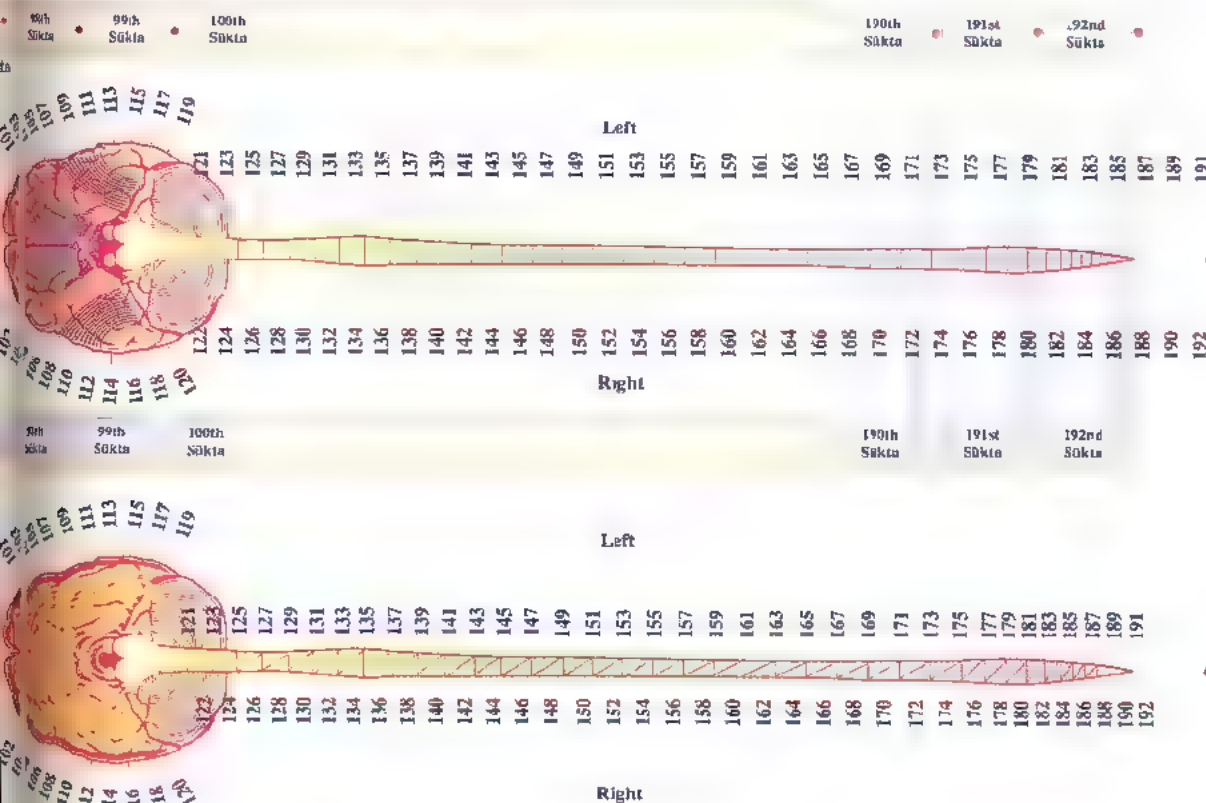 98th 99th 100th 190th 191st 192nd
Sūkta Sūkta Sūkta Sūkta Sūkta Sūkta
109 111 113 115 117 119
Left
121 123 125 127 129 131 133 135 137 139 141 143 145 147 149 151 153 155 157 159 161 163 165 167 169 171 173 175 177 179 181 183 185 187 189 191
122 124 126 128 130 132 134 136 138 140 142 144 146 148 150 152 154 156 158 160 162 164 166 168 170 172 174 176 178 180 182 184 186 188 190 192
106 108 110 112 114 116 118 120
Right
99th 100th 190th 191st 192nd
Sūkta Sūkta Sūkta Sūkta Sūkta
107 109 111 113 115 117 119
Left
121 123 125 127 129 131 133 135 137 139 141 143 145 147 149 151 153 155 157 159 161 163 165 167 169 171 173 175 177 179 181 183 185 187 189 191
122 124 126 128 130 132 134 136 138 140 142 144 146 148 150 152 154 156 158 160 162 164 166 168 170 172 174 176 178 180 182 184 186 188 190 192
102 106 108 110 120
Right